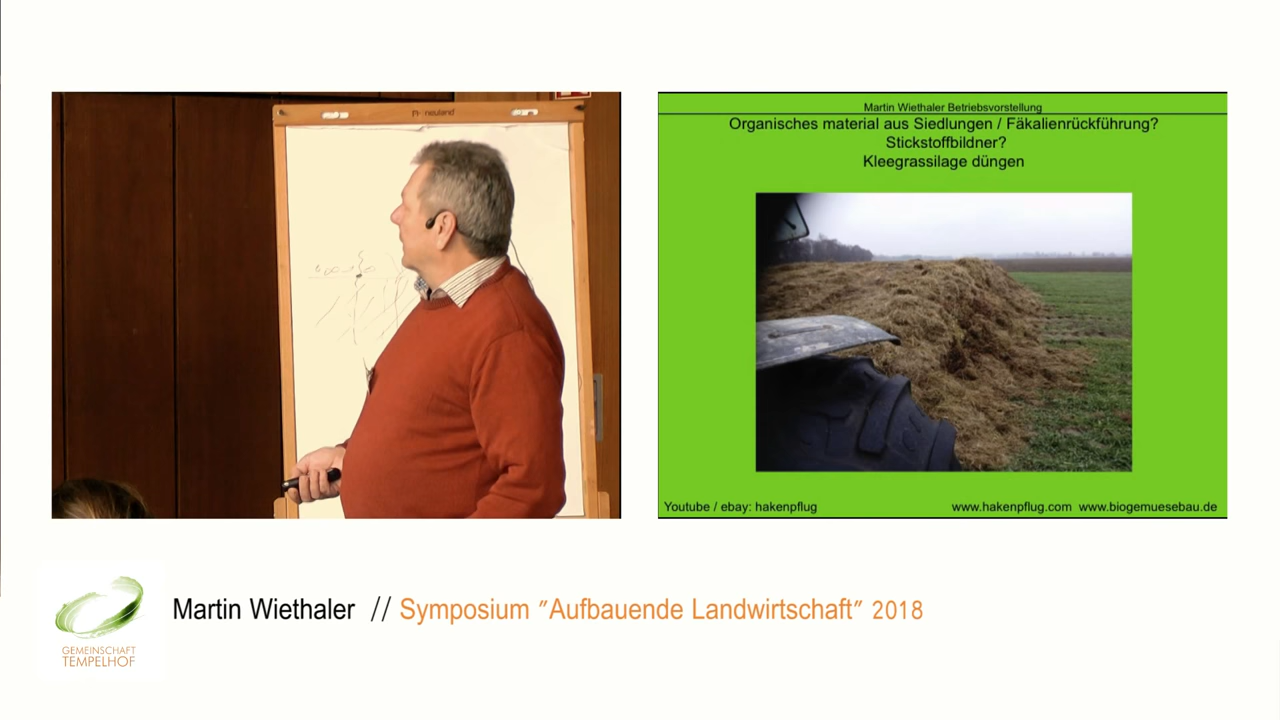 neuland
Martin Wiethaler Betriebsvorstellung
Organisches material aus Siedlungen / Fäkalienrückführung?
Stickstoffbildner?
Kleegrassilage düngen
Youtube / ebay: hakenpflug
www.hakenpflug.com www.biogemuesebau.de
GEMEINSCHAFT
TEMPELHOF
Martin Wiethaler // Symposium "Aufbauende Landwirtschaft" 2018